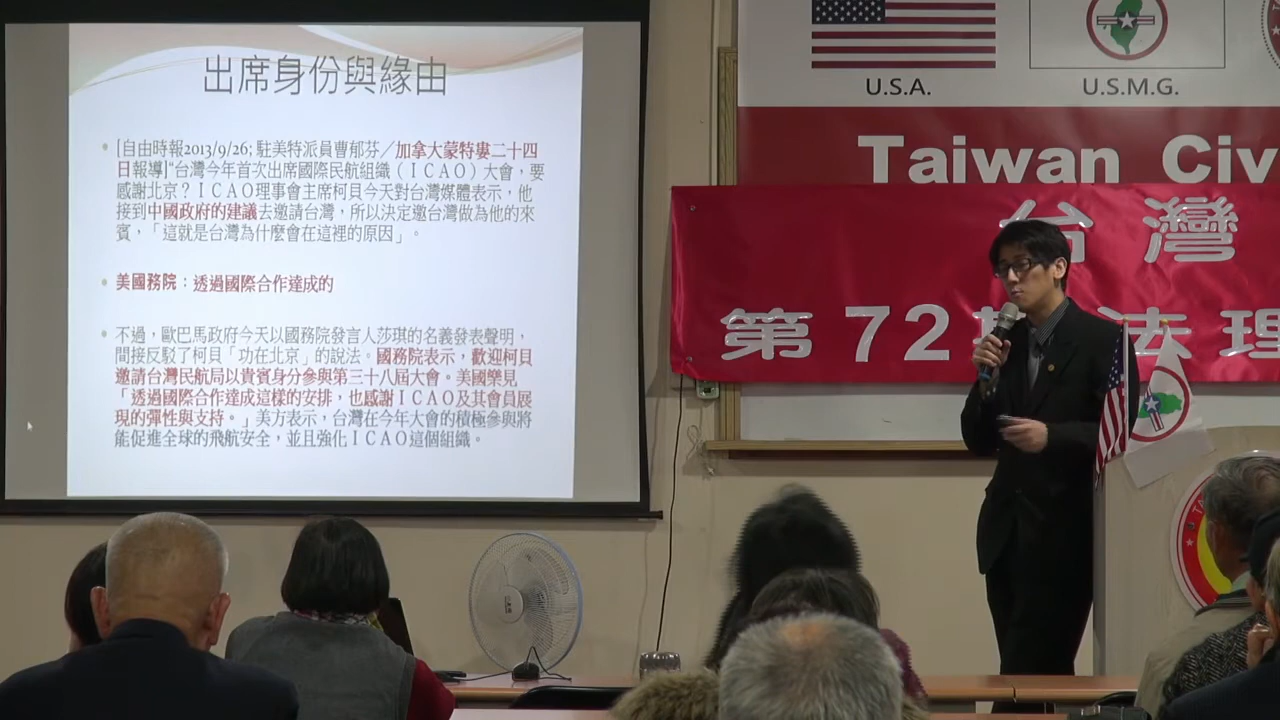 出席身份與緣由
[自由時報2013/9/26; 駐美特派員曹郁芬／加拿大蒙特婁二十四
日報導]“台灣今年首次出席國際民航組織（ＩＣＡＯ）大會，要
感謝北京？ＩＣＡＯ理事會主席柯貝今天對台灣媒體表示，他
接到中國政府的建議去邀請台灣，所以決定邀台灣做為他的來
賓，「這就是台灣為什麼會在這裡的原因」。
美國務院：透過國際合作達成的
不過，歐巴馬政府今天以國務院發言人莎琪的名義發表聲明，
間接反駁了柯貝「功在北京」的說法。國務院表示，歡迎柯貝
邀請台灣民航局以貴賓身分參與第三十八屆大會。美國樂見
「透過國際合作達成這樣的安排，也感謝ＩＣＡＯ及其會員展
現的彈性與支持。」美方表示，台灣在今年大會的積極參與將
能促進全球的飛航安全，並且強化ＩＣＡＯ這個組織。
U.S.A.
U.S.M.G.
Taiwan Civ
台灣
第72期法理